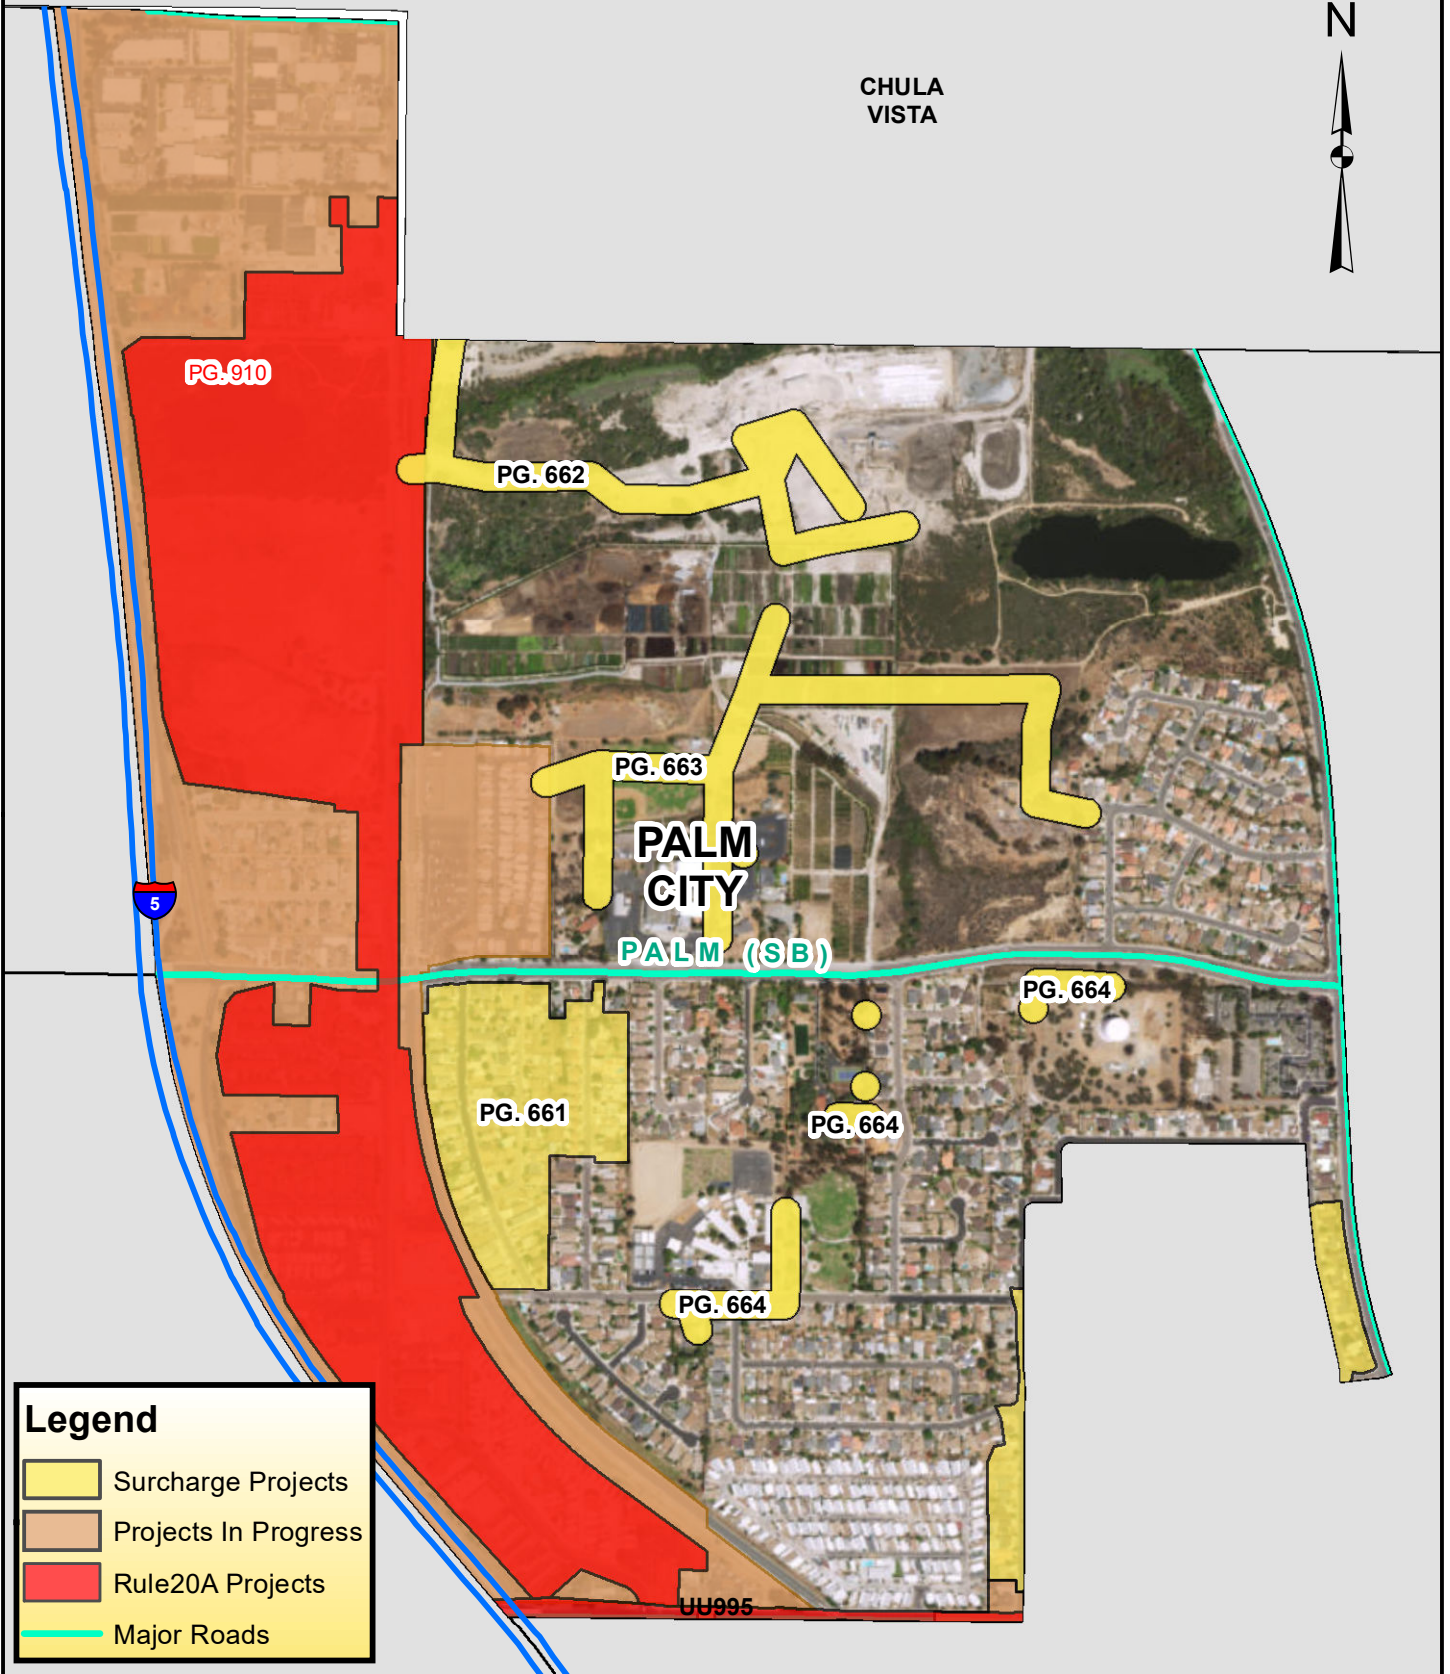 N
CHULA
VISTA
PG. 910
PG. 662
PG. 663
PALM
CITY
5
PALM (SB)
PG. 664
PG. 661
PG. 664
PG. 664
Legend
Surcharge Projects
Projects In Progress
Rule20A Projects
Major Roads
UU995